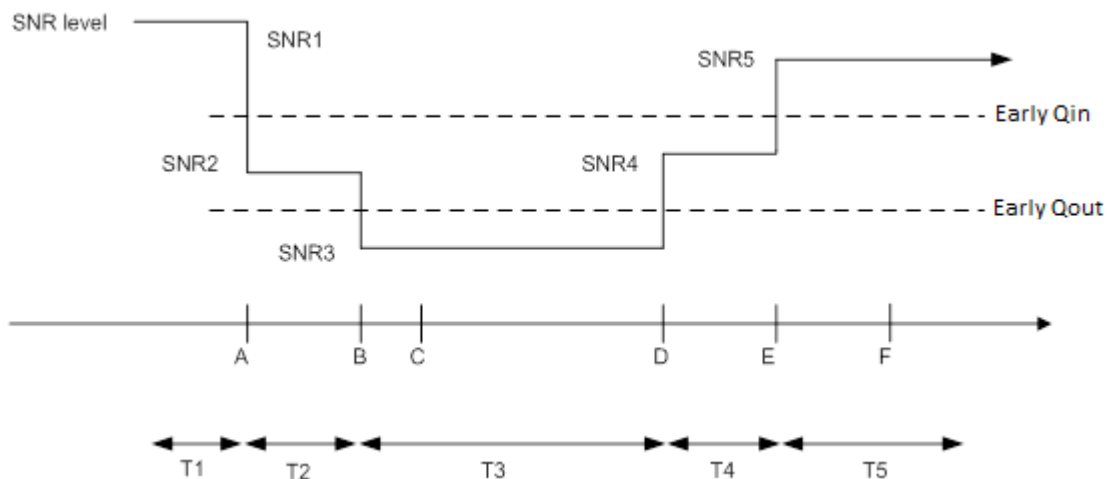 SNR level
SNR1
SNR5
Early Qin
SNR2
SNR4
Early Qout
SNR3
A B C D E F
T1 T2 T3 T4 T5